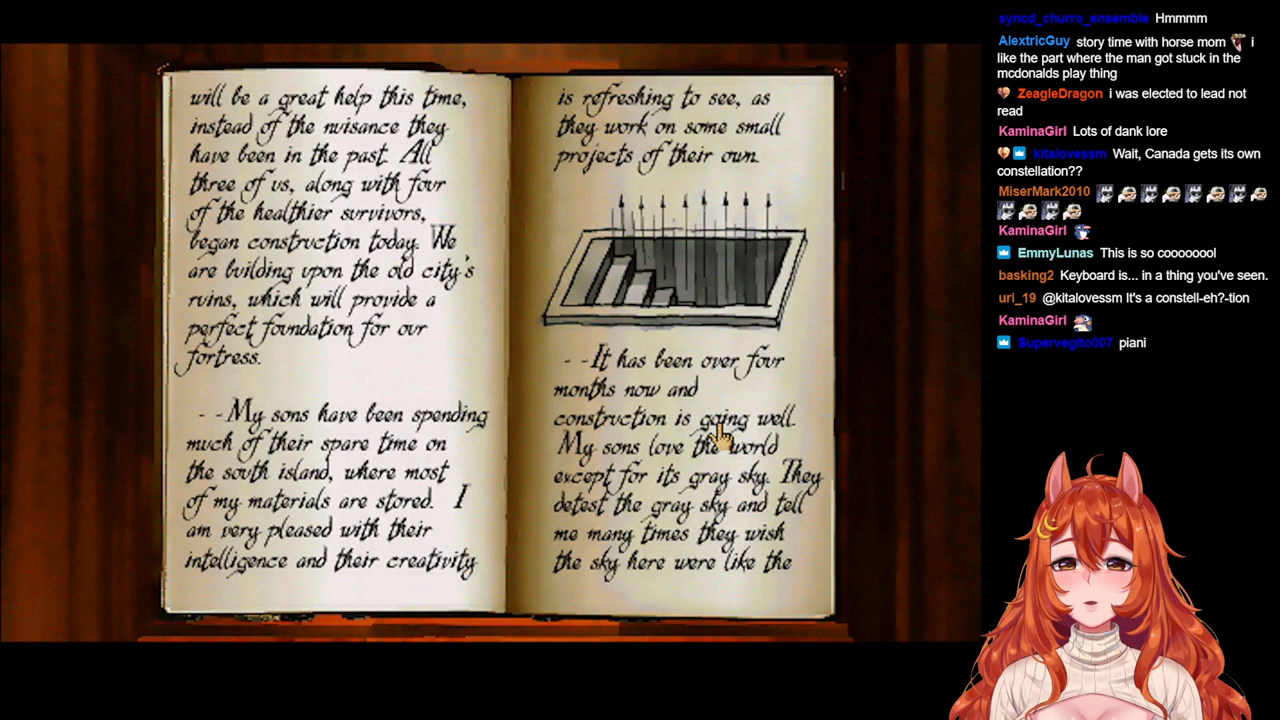 will be a great help this time,
instead of the nuisance they
have been in the past. All
three of us, along with four
of the healthier survivors,
began construction today. We
are building upon the old city's
ruins, which will provide a
perfect foundation for our
fortress.
- -My sons have been spending
much of their spare time on
the south island, where most
of my materials are stored. I
am very pleased with their
intelligence and their creativity
is refreshing to see, as
they work on some small
projects of their own.
- -It has been over four
months now and
construction is going well.
My sons love the world
except for its gray sky. They
detest the gray sky and tell
me many times they wish
the sky here were like the
syncd_churro_ensemble Hmmmm
AlextricGuy story time with horse mom i
like the part where the man got stuck in the
mcdonalds play thing
ZeagleDragon i was elected to lead not
read
KaminaGirl Lots of dank lore
kitalovessm Wait, Canada gets its own
constellation??
MiserMark2010
KaminaGirl
EmmyLunas This is so cooooooool
basking2 Keyboard is... in a thing you've seen.
uri_19 @kitalovessm It's a constell-eh?-tion
KaminaGirl
Supervegito007 piani